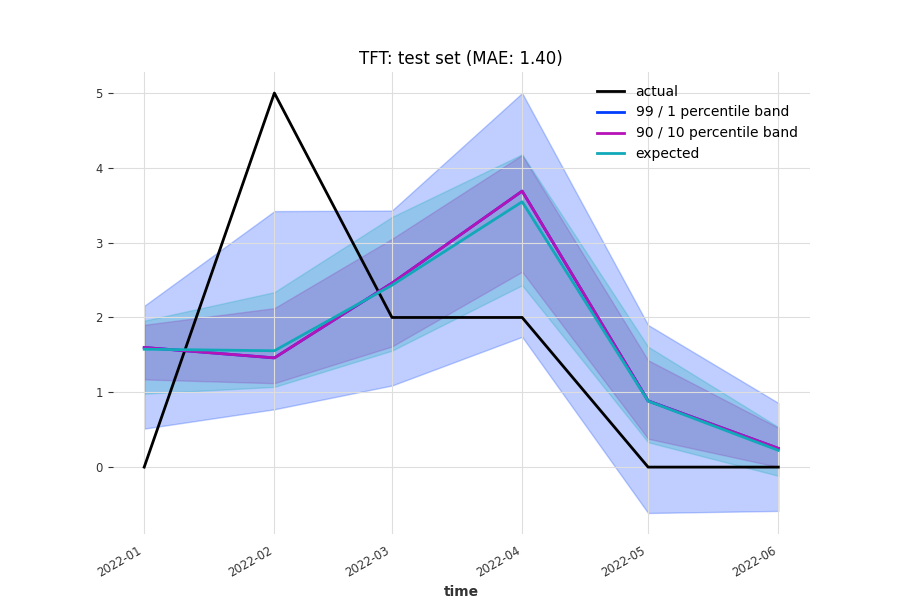 TFT: test set (MAE: 1.40)
actual
99 / 1 percentile band
90 / 10 percentile band
expected
5
4
3
2
1
0
2022-01
2022-02
2022-03
2022-04
2022-05
2022-06
time